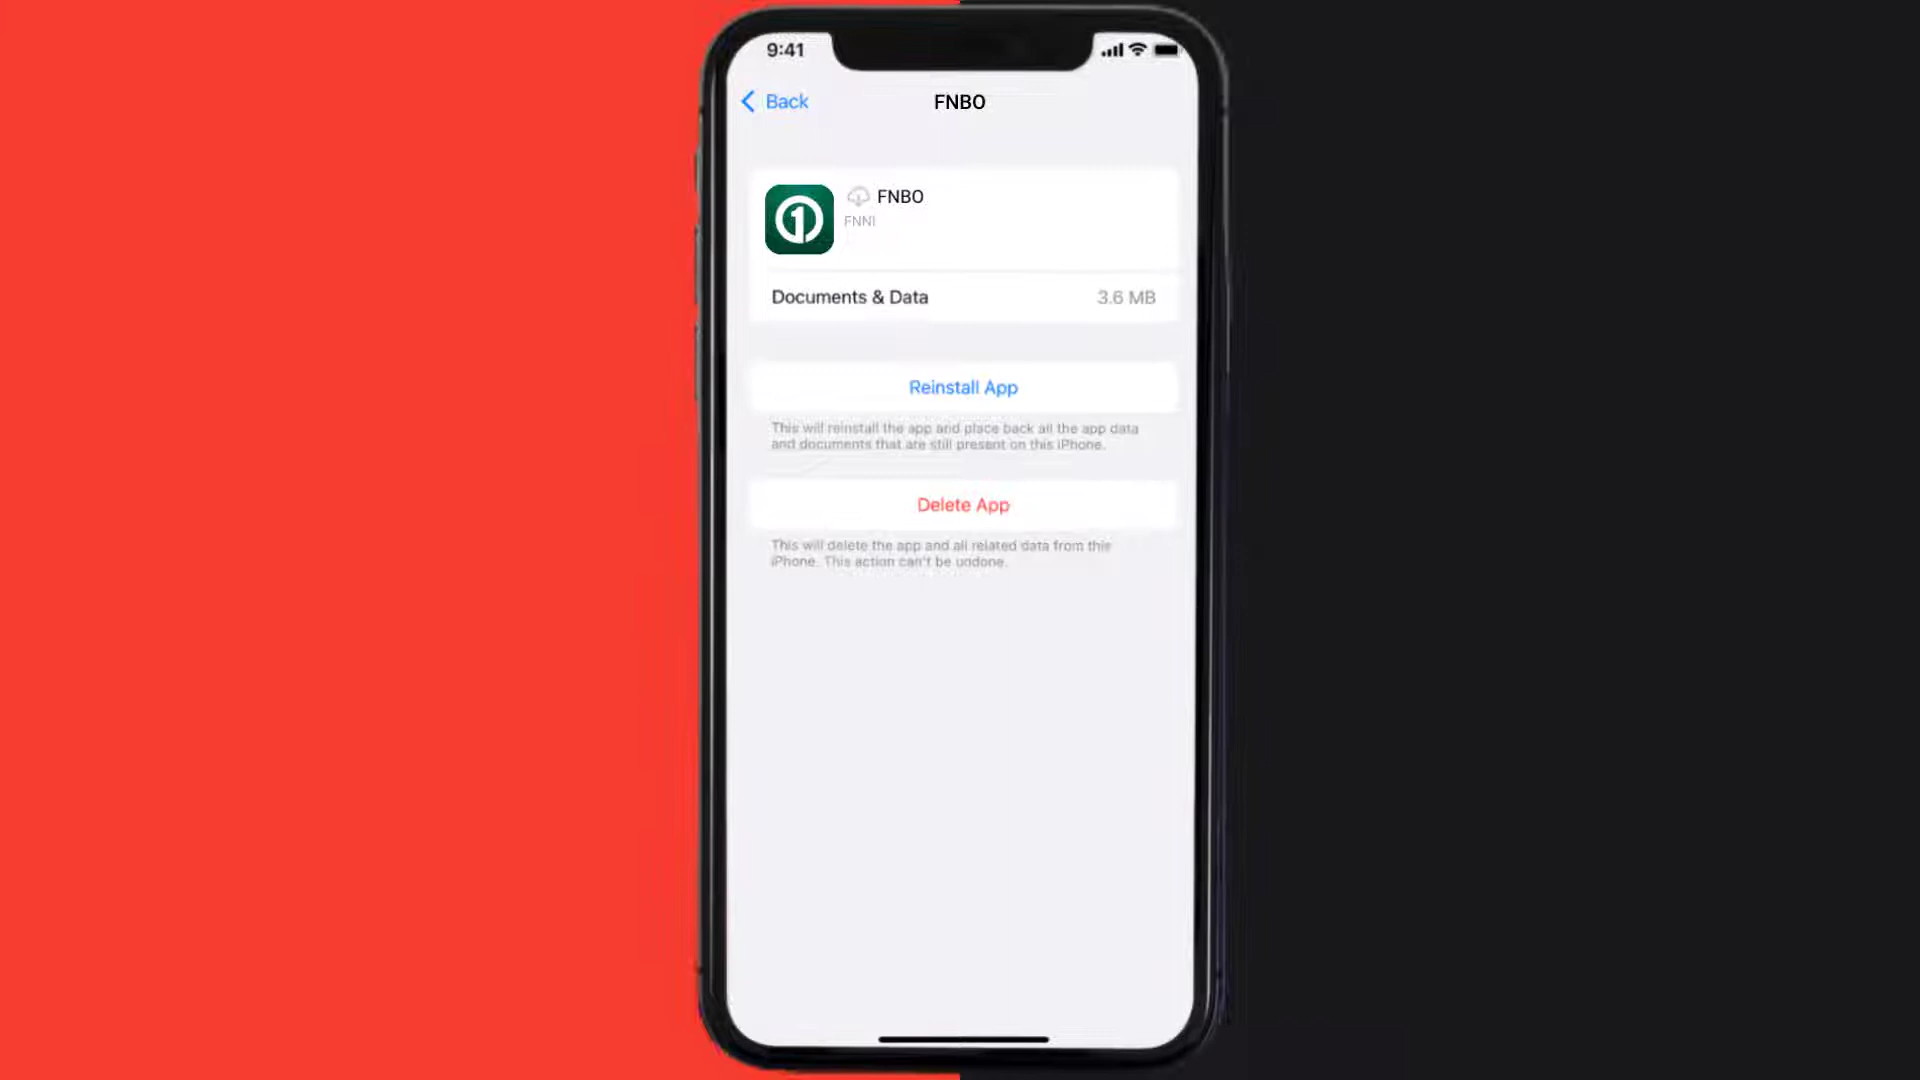 9:41
Back
FNBO
FNBO
FNNI
Documents & Data 3.6 MB
Reinstall App
This will reinstall the app and place back all the app data
and documents that are still present on this iPhone.
Delete App
This will delete the app and all related data from this
iPhone. This action can't be undone.